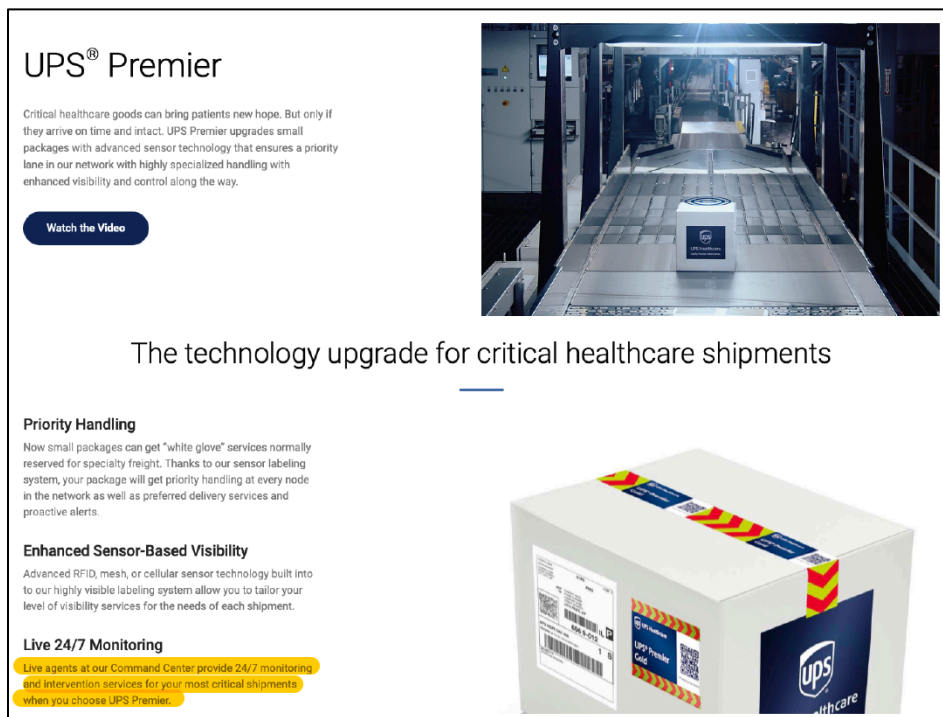 UPS® Premier
Critical healthcare goods can bring patients new hope. But only if
they arrive on time and intact. UPS Premier upgrades small
packages with advanced sensor technology that ensures a priority
lane in our network with highly specialized handling with
enhanced visibility and control along the way.
Watch the Video
ups
UPS Healthcare
The technology upgrade for critical healthcare shipments
Priority Handling
Now small packages can get “white glove” services normally
reserved for specialty freight. Thanks to our sensor labeling
system, your package will get priority handling at every node
in the network as well as preferred delivery services and
proactive alerts.
Enhanced Sensor-Based Visibility
Advanced RFID, mesh, or cellular sensor technology built into
to our highly visible labeling system allow you to tailor your
level of visibility services for the needs of each shipment.
Live 24/7 Monitoring
Live agents at our Command Center provide 24/7 monitoring
and intervention services for your most critical shipments
when you choose UPS Premier.
UPS Healthcare
UPS® Premier
Gold
ups